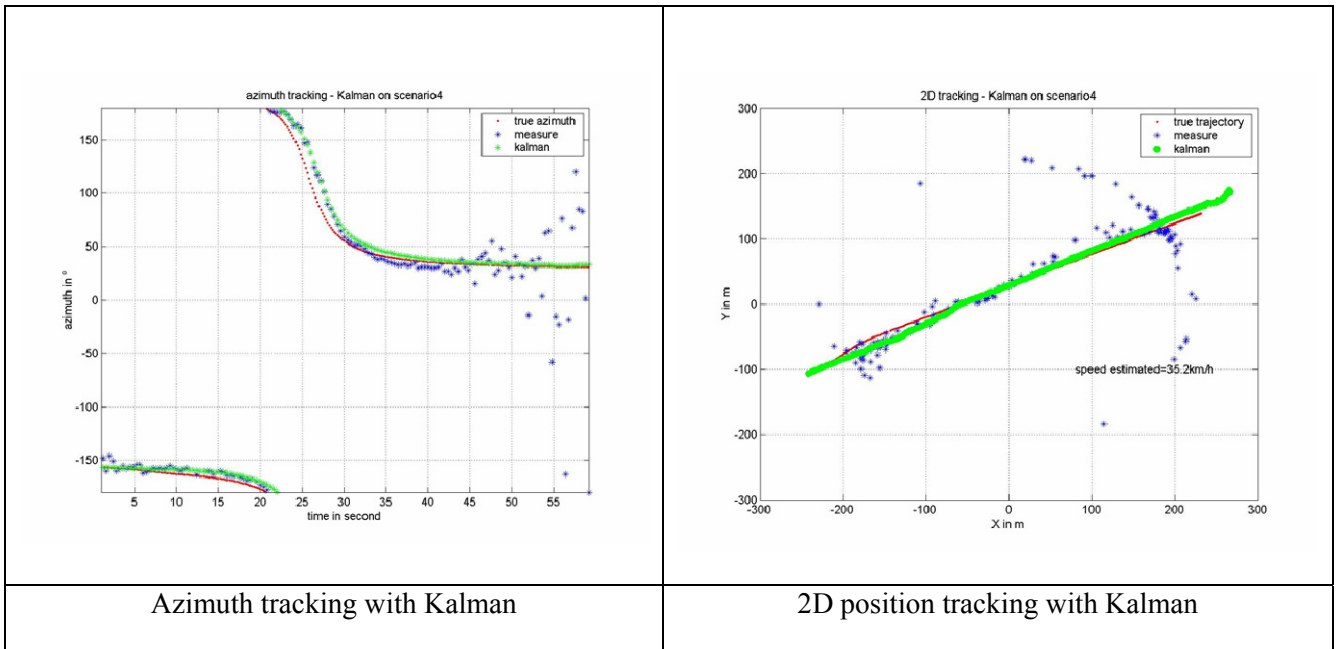 azimuth tracking - Kalman on scenario4
true azimuth
measure
kalman
150
100
50
0
-50
-100
-150
azimuth in °
5 10 15 20 25 30 35 40 45 50 55
time in second
2D tracking - Kalman on scenario4
true trajectory
measure
kalman
300
200
100
0
-100
-200
-300
Y in m
speed estimated=35.2km/h
-300 -200 -100 0 100 200 300
X in m
Azimuth tracking with Kalman
2D position tracking with Kalman